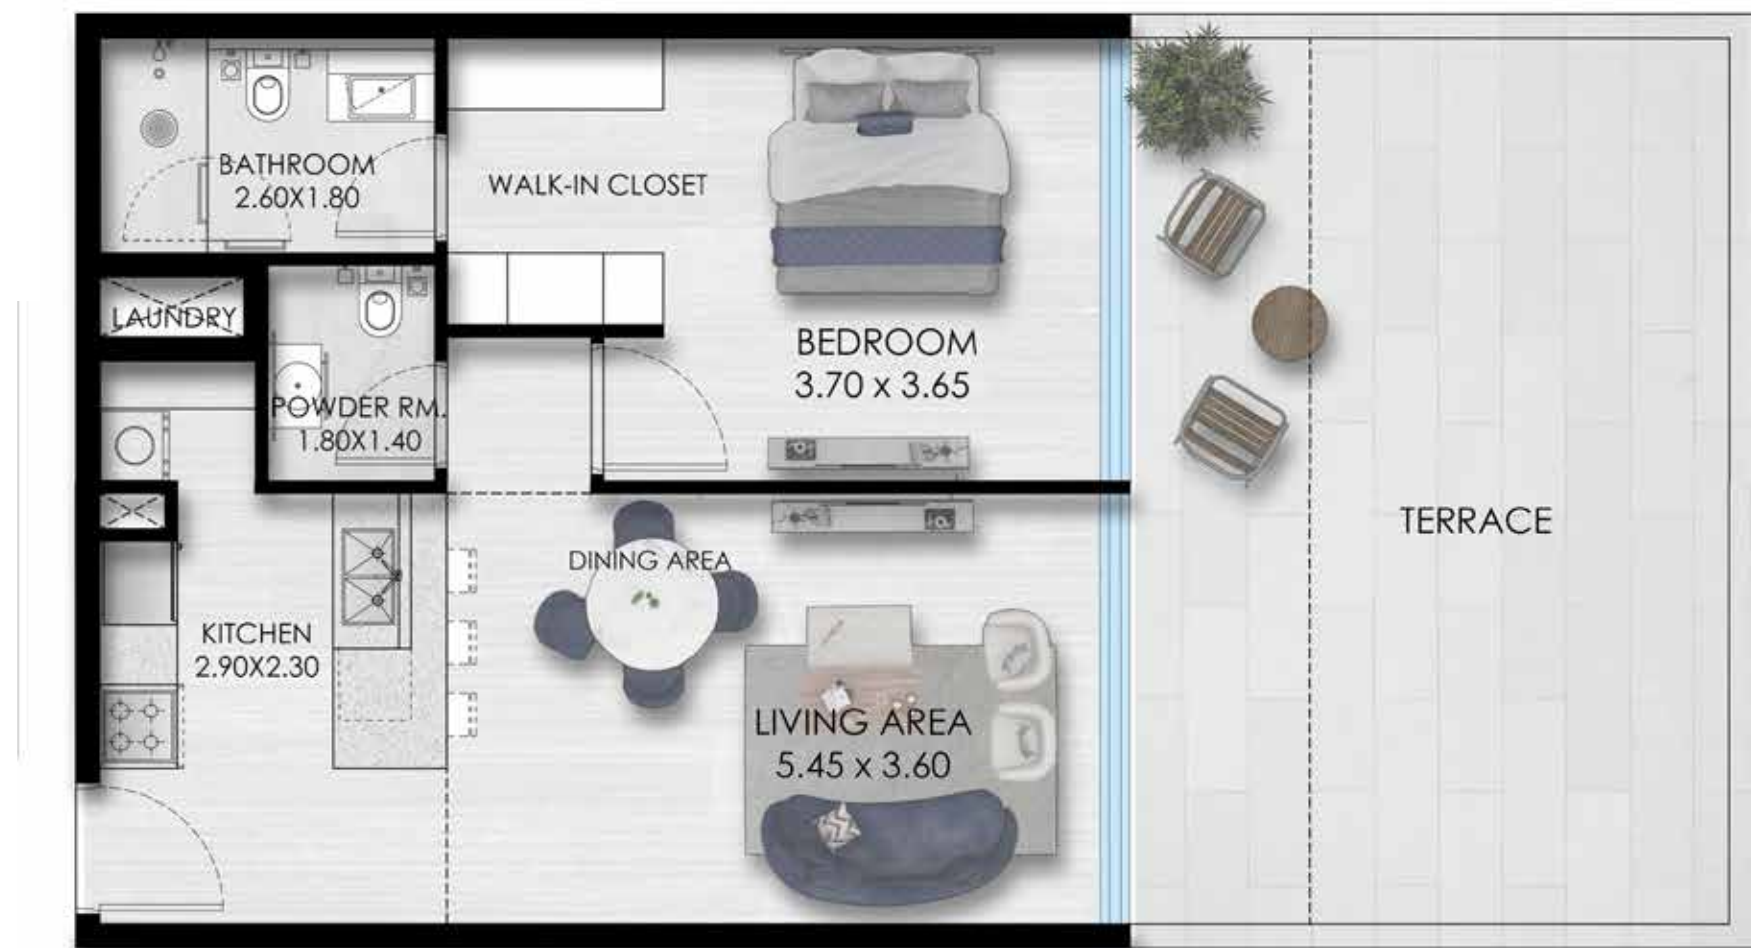 BATHROOM
2.60X1.80
WALK-IN CLOSET
LAUNDRY
BEDROOM
3.70 x 3.65
POWDER RM.
1.80X1.40
TERRACE
DINING AREA
KITCHEN
2.90X2.30
LIVING AREA
5.45 x 3.60